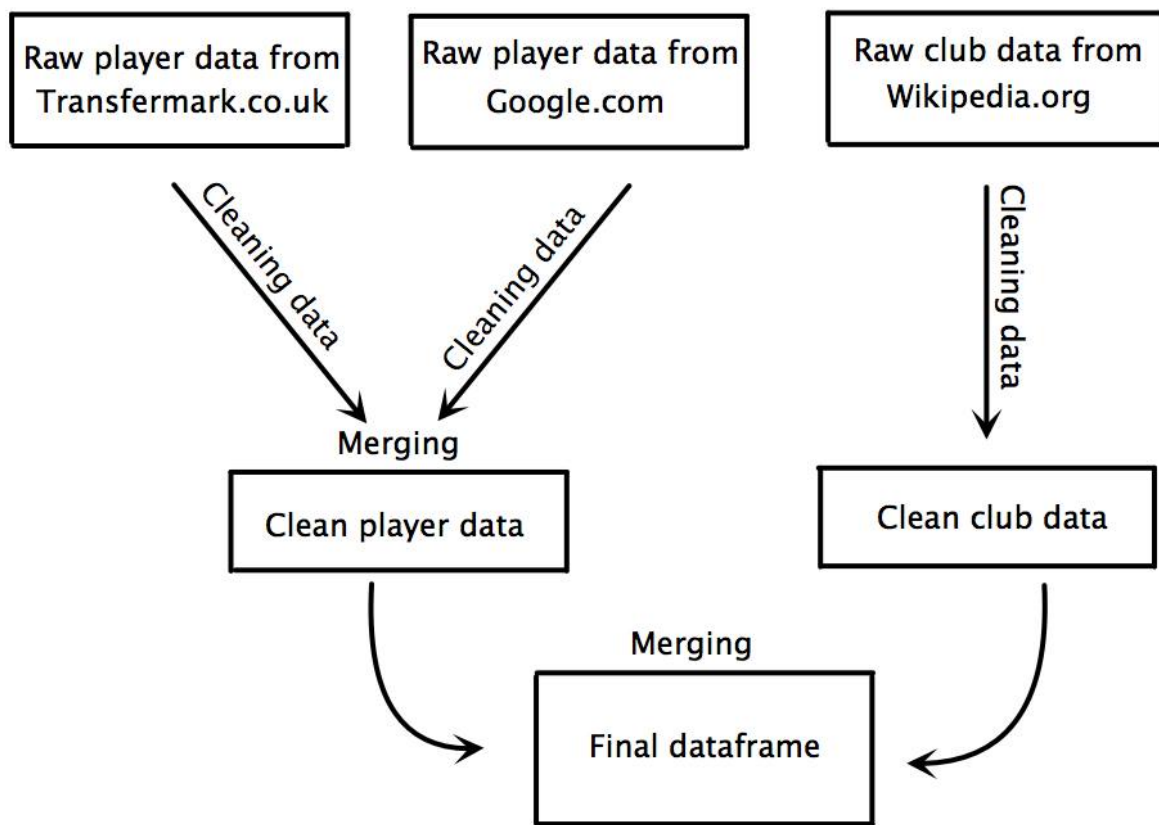 Raw player data from
Transfermark.co.uk
Raw player data from
Google.com
Raw club data from
Wikipedia.org
Cleaning data
Cleaning data
Cleaning data
Merging
Clean player data
Clean club data
Merging
Final dataframe